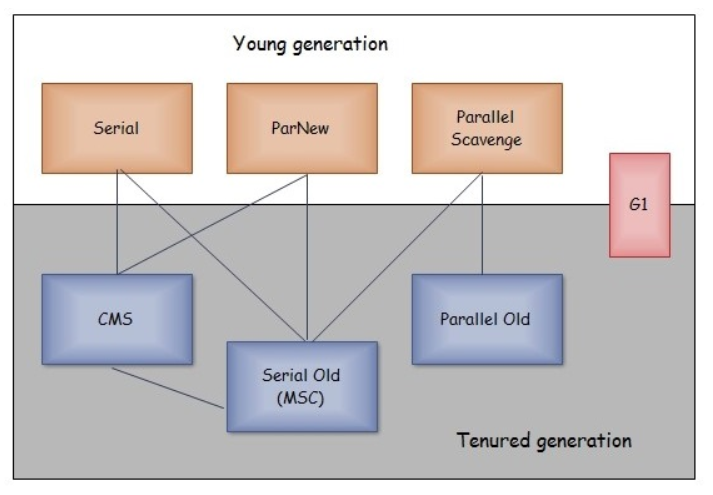 Young generation
Serial
ParNew
Parallel
Scavenge
G1
CMS
Parallel Old
Serial Old
(MSC)
Tenured generation